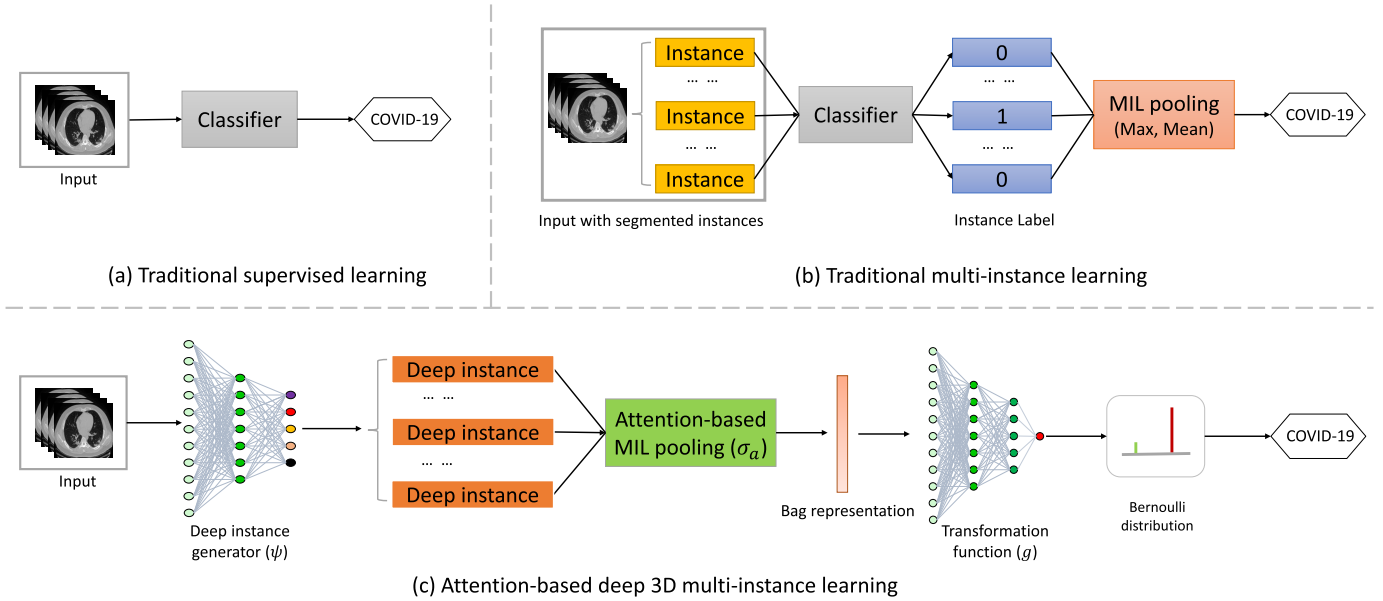 Input
Classifier
COVID-19
(a) Traditional supervised learning
Instance
... ...
Instance
... ...
Instance
Input with segmented instances
Classifier
0
... ...
1
... ...
0
Instance Label
MIL pooling
(Max, Mean)
COVID-19
(b) Traditional multi-instance learning
Input
Deep instance
generator (ψ)
Deep instance
... ...
Deep instance
... ...
Deep instance
Attention-based
MIL pooling (σₐ)
Bag representation
Transformation
function (g)
Bernoulli
distribution
COVID-19
(c) Attention-based deep 3D multi-instance learning